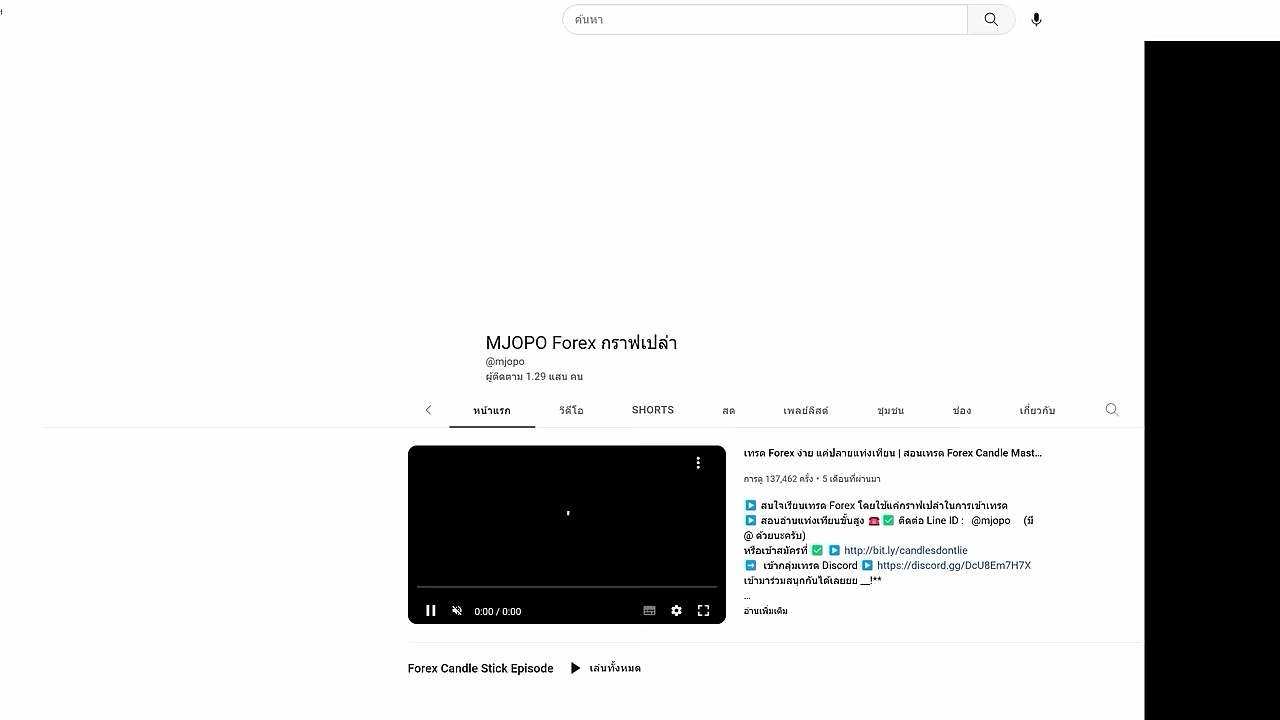 ค้นหา
MJOPO Forex กราฟเปล่า
@mjopo
ผู้ติดตาม 1.29 แสน คน
หน้าแรก วิดีโอ SHORTS สด เพลย์ลิสต์ ชุมชน ช่อง เกี่ยวกับ
เทรด Forex ง่าย แค่ปลายแท่งเทียน | สอนเทรด Forex Candle Mast...
การดู 137,462 ครั้ง • 5 เดือนที่ผ่านมา
▶️ สนใจเรียนเทรด Forex โดยใช้แค่กราฟเปล่าในการเข้าเทรด
▶️ สอนอ่านแท่งเทียนขั้นสูง ☎️ ✅ ติดต่อ Line ID : @mjopo (มี
@ ด้วยนะครับ)
หรือเข้าสมัครที่ ✅ ▶️ http://bit.ly/candlesdontlie
➡️ เข้ากลุ่มเทรด Discord ▶️ https://discord.gg/DcU8Em7H7X
เข้ามาร่วมสนุกกันได้เลยยย __!**
...
อ่านเพิ่มเติม
0:00 / 0:00
Forex Candle Stick Episode เล่นทั้งหมด